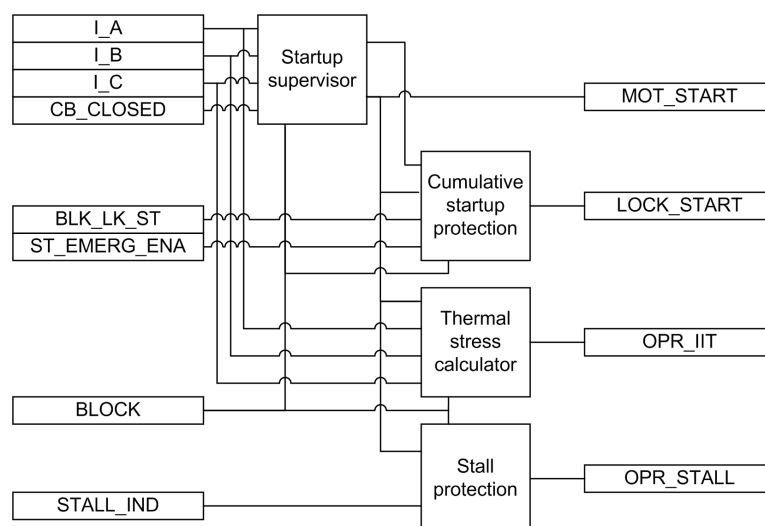 I_A
I_B
I_C
CB_CLOSED
Startup
supervisor
MOT_START
Cumulative
startup
protection
LOCK_START
BLK_LK_ST
ST_EMERG_ENA
Thermal
stress
calculator
OPR_IIT
BLOCK
Stall
protection
OPR_STALL
STALL_IND